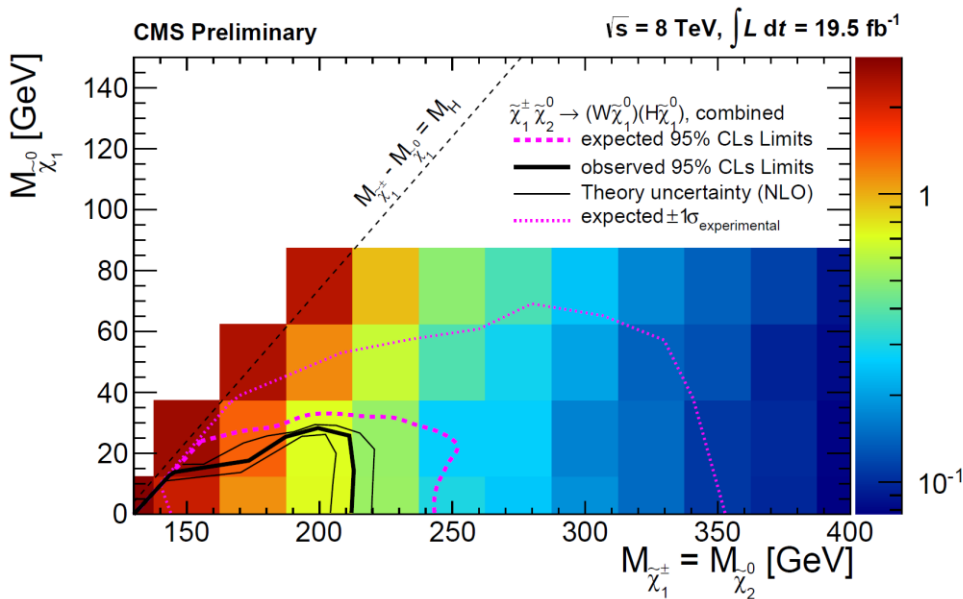 CMS Preliminary
√s = 8 TeV, ∫L dt = 19.5 fb⁻¹
M_χ̃₁⁰ [GeV]
140
120
100
80
60
40
20
0
M_χ̃₁± - M_χ̃₁⁰ = M_H
χ̃₁± χ̃₂⁰ → (Wχ̃₁⁰)(Hχ̃₁⁰), combined
expected 95% CLs Limits
observed 95% CLs Limits
Theory uncertainty (NLO)
expected ±1σ_experimental
1
10⁻¹
150 200 250 300 350 400
M_χ̃₁± = M_χ̃₂⁰ [GeV]